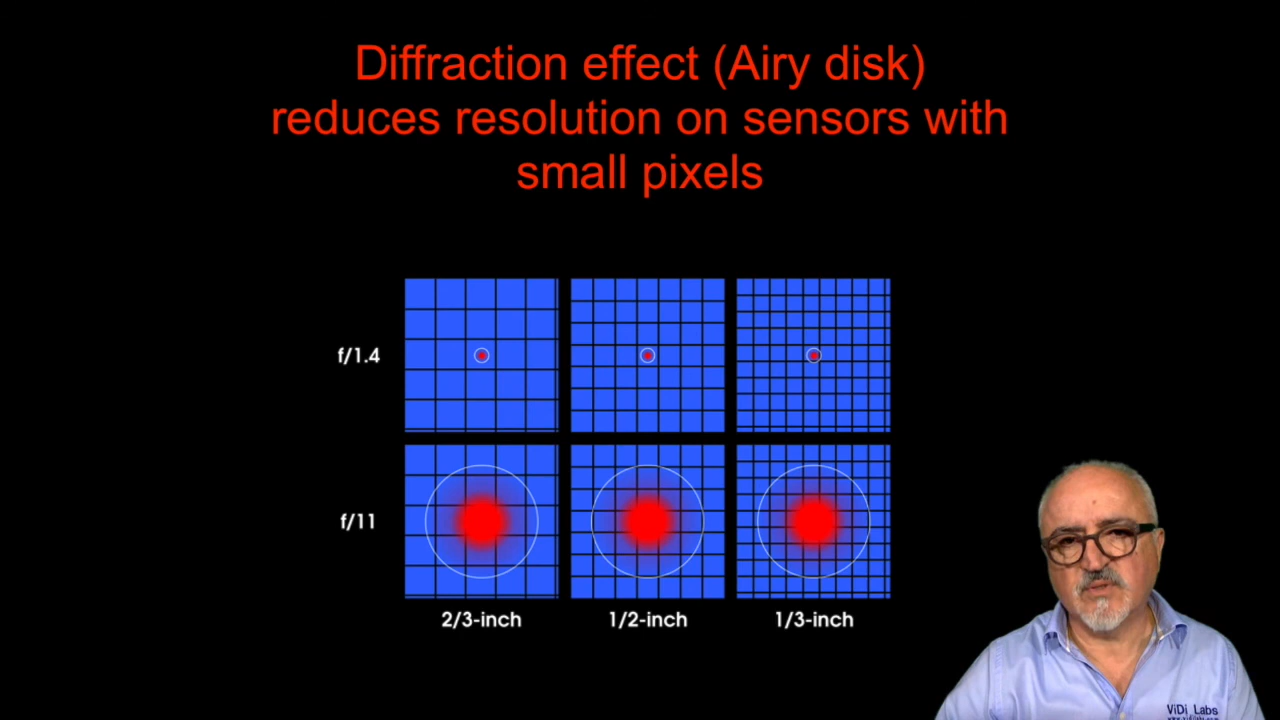 Diffraction effect (Airy disk)
reduces resolution on sensors with
small pixels
f/1.4
f/11
2/3-inch
1/2-inch
1/3-inch
ViDi Labs